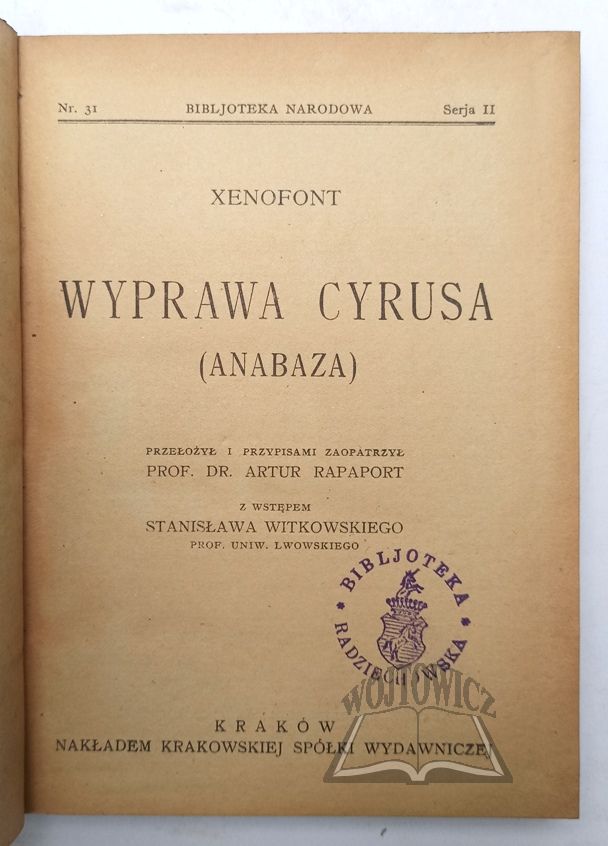 Nr. 31 BIBLJOTEKA NARODOWA Serja II
XENOFONT
WYPRAWA CYRUSA
(ANABAZA)
PRZEŁOŻYŁ I PRZYPISAMI ZAOPATRZYŁ
PROF. DR. ARTUR RAPAPORT
Z WSTĘPEM
STANISŁAWA WITKOWSKIEGO
PROF. UNIW. LWOWSKIEGO
* BIBLJOTEKA *
RADZIECHOWSKA
WÓJTOWICZ
KRAKÓW
NAKŁADEM KRAKOWSKIEJ SPÓŁKI WYDAWNICZEJ